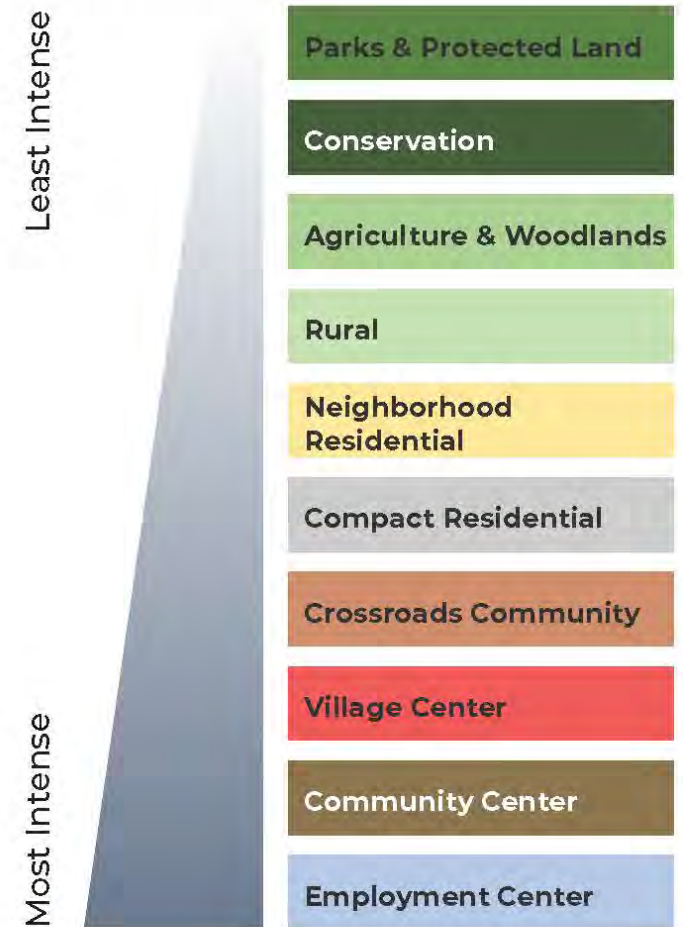 Least Intense
Parks & Protected Land
Conservation
Agriculture & Woodlands
Rural
Neighborhood
Residential
Compact Residential
Crossroads Community
Village Center
Community Center
Employment Center
Most Intense